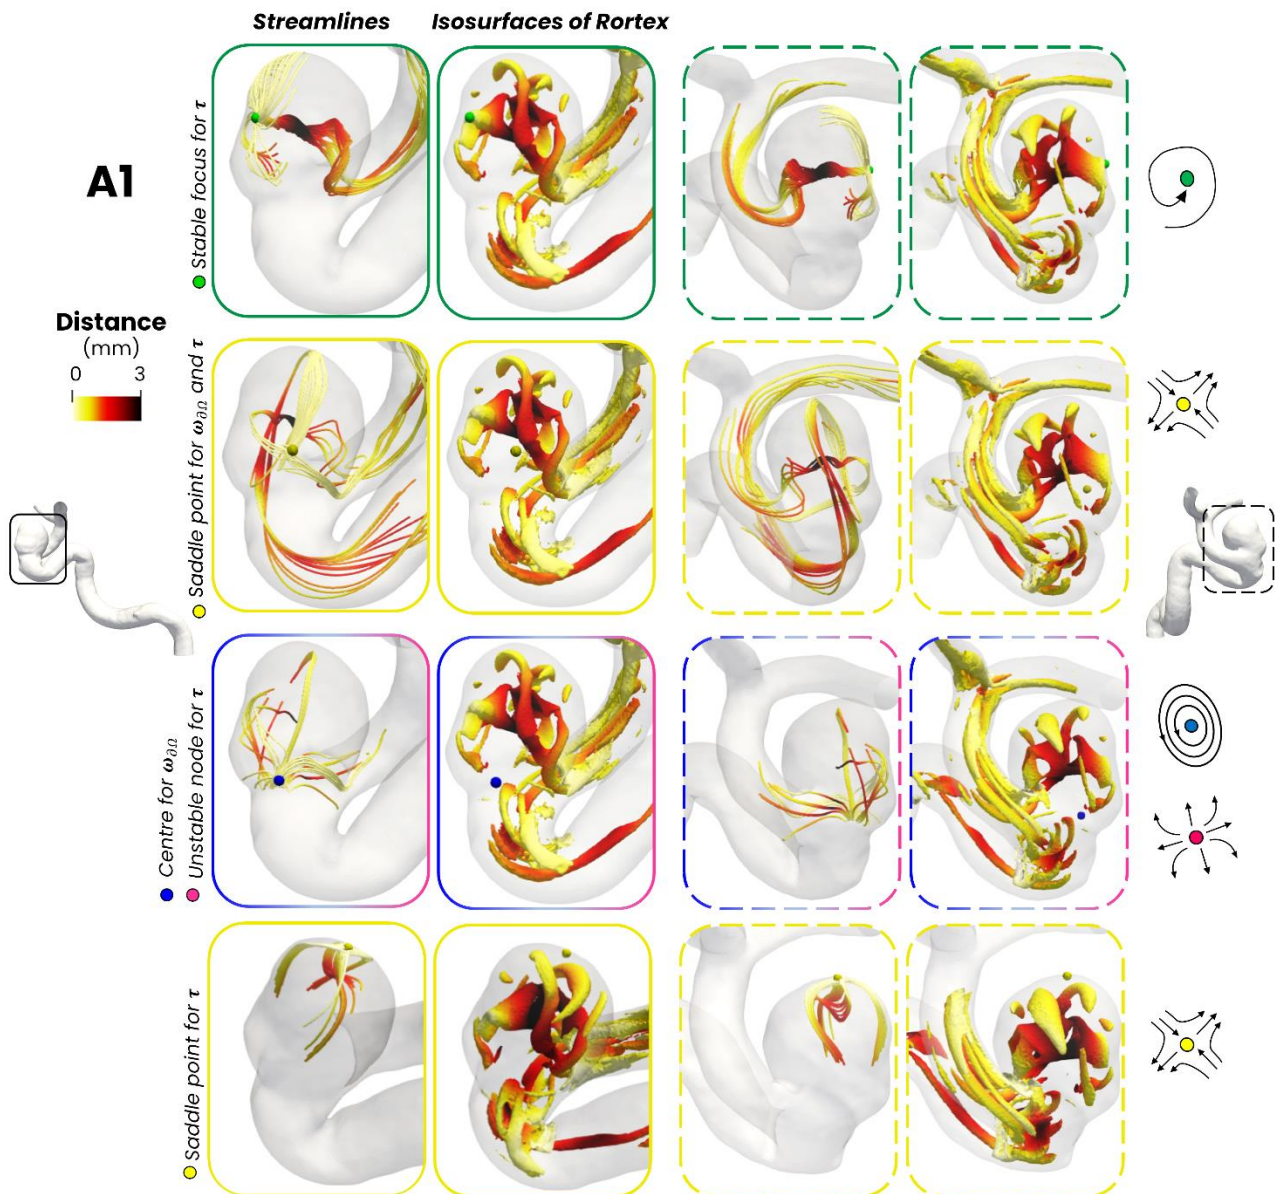 Streamlines Isosurfaces of Rortex
A1
Stable focus for τ
Distance
(mm)
0 3
Saddle point for ω∂Ω and τ
Centre for ω∂Ω
Unstable node for τ
Saddle point for τ